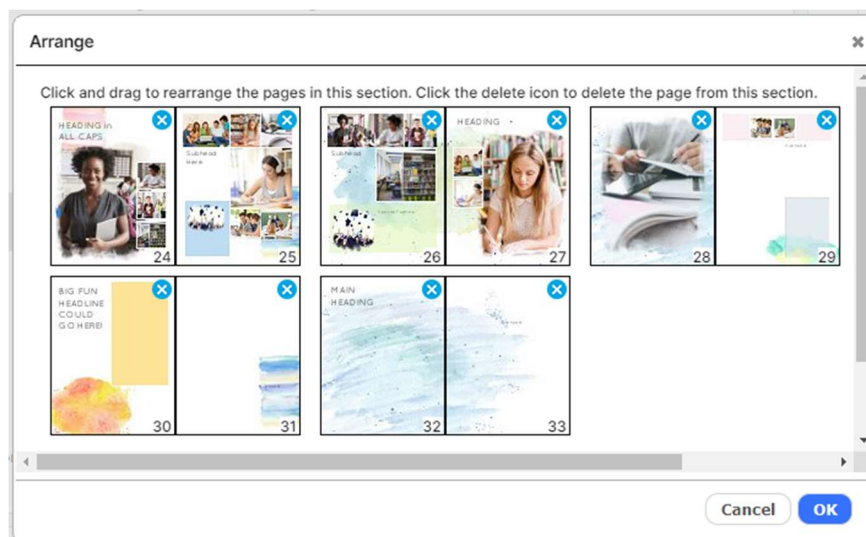 Arrange
Click and drag to rearrange the pages in this section. Click the delete icon to delete the page from this section.
HEADING in
ALL CAPS
24
Subhead
Here
25
Subhead
26
HEADING
27
28
29
BIG FUN
HEADLINE
COULD
GO HERE!
30
31
MAIN
HEADING
32
33
Cancel
OK